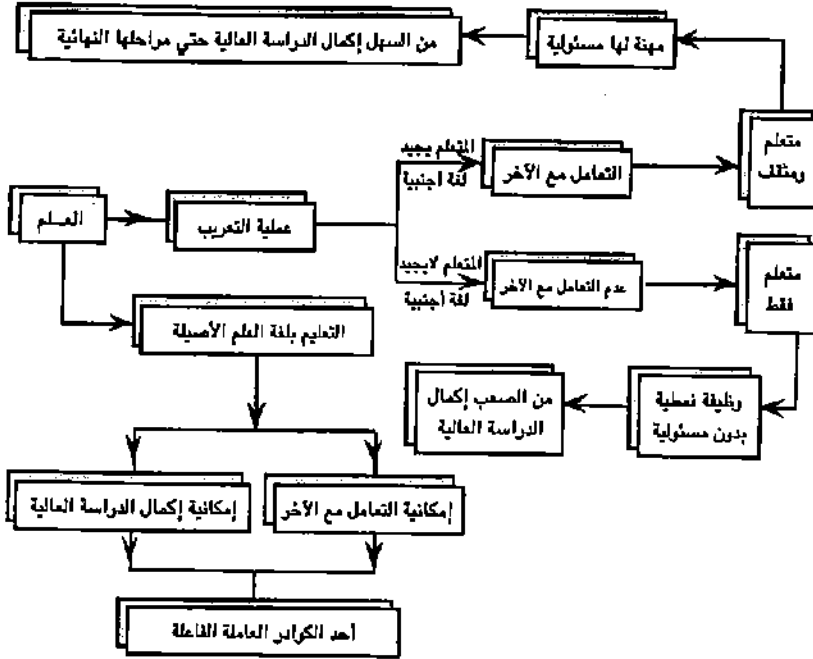 من السهل إكمال الدراسة العالية حتي مراحلها النهائية
مهنة لها مسئولية
متعلم
ومثقف
التعامل مع الآخر
المتعلم يجيد
لغة أجنبية
العلم
عملية التعريب
المتعلم لايجيد
لغة أجنبية
عدم التعامل مع الآخر
متعلم
فقط
التعليم بلغة العلم الأصيلة
وظيفة نمطية
بدون مسئولية
من الصعب إكمال
الدراسة العالية
إمكانية التعامل مع الآخر
إمكانية إكمال الدراسة العالية
أحد الكوادر العاملة الفاعلة